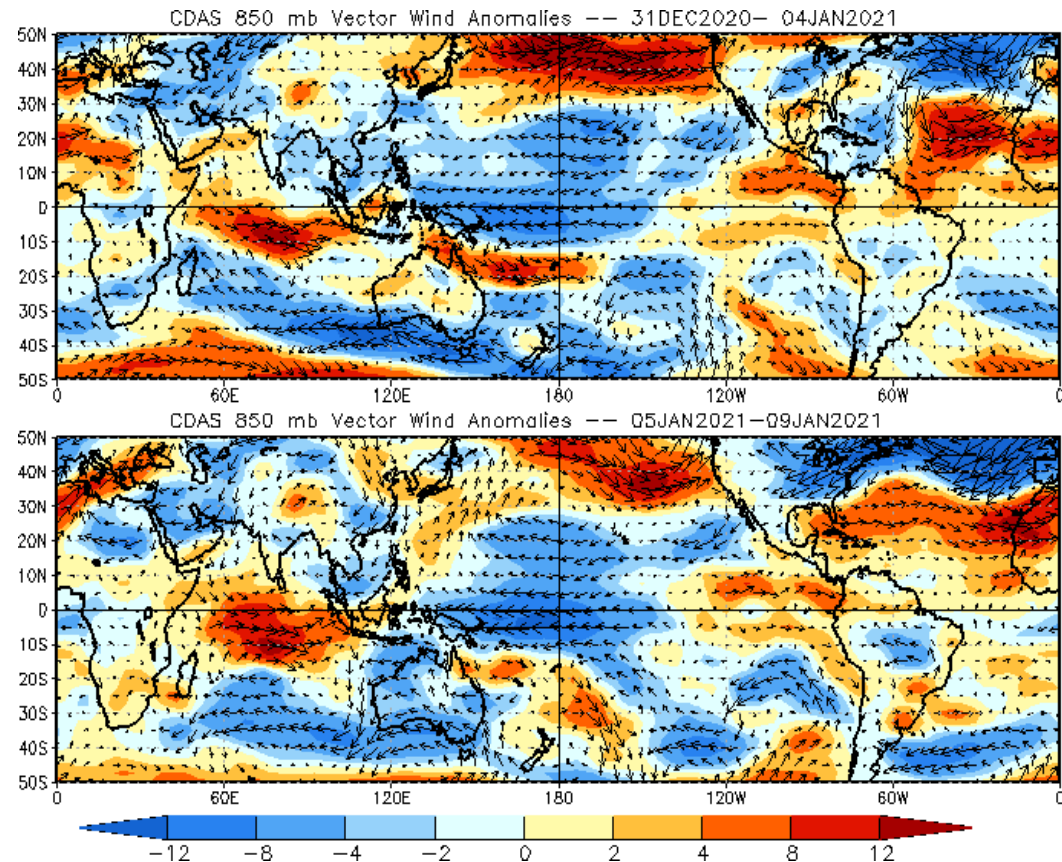 CDAS 850 mb Vector Wind Anomalies -- 31DEC2020- 04JAN2021
50N
40N
30N
20N
10N
0
10S
20S
30S
40S
50S
0 60E 120E 180 120W 60W 0
CDAS 850 mb Vector Wind Anomalies -- 05JAN2021-09JAN2021
50N
40N
30N
20N
10N
0
10S
20S
30S
40S
50S
0 60E 120E 180 120W 60W 0
-12 -8 -4 -2 0 2 4 8 12